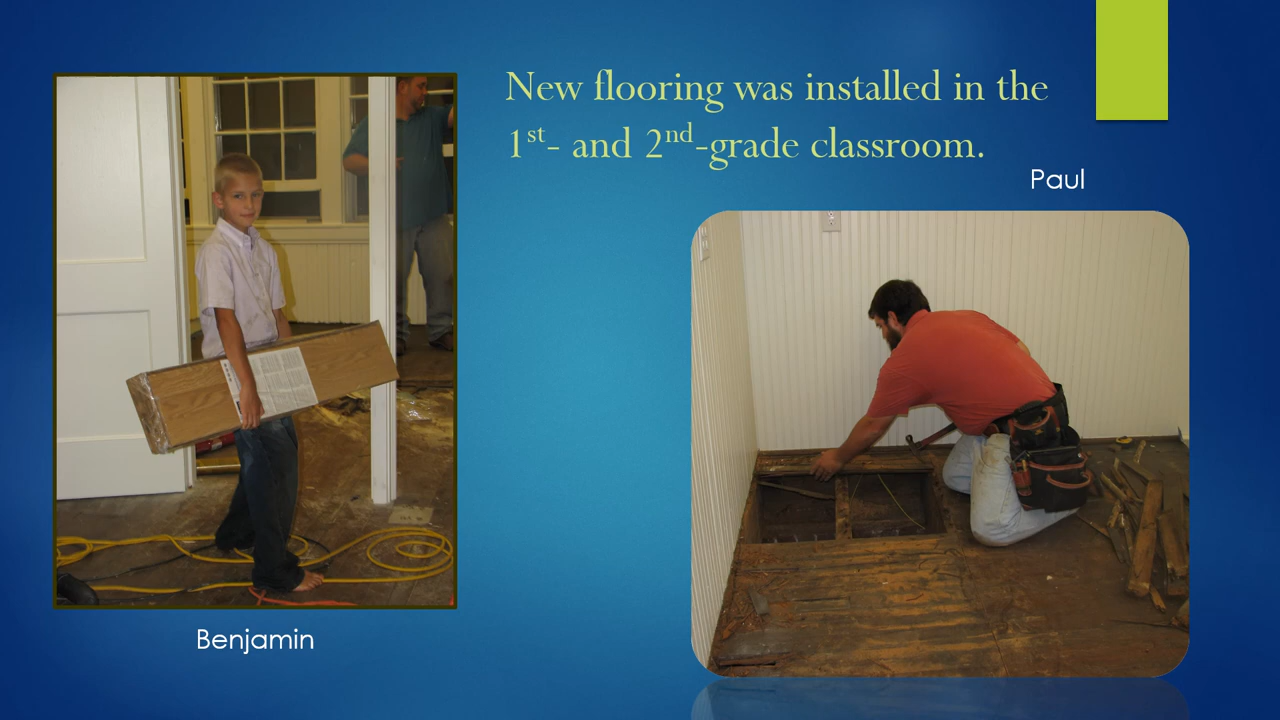 New flooring was installed in the
1st- and 2nd-grade classroom.
Paul
Benjamin